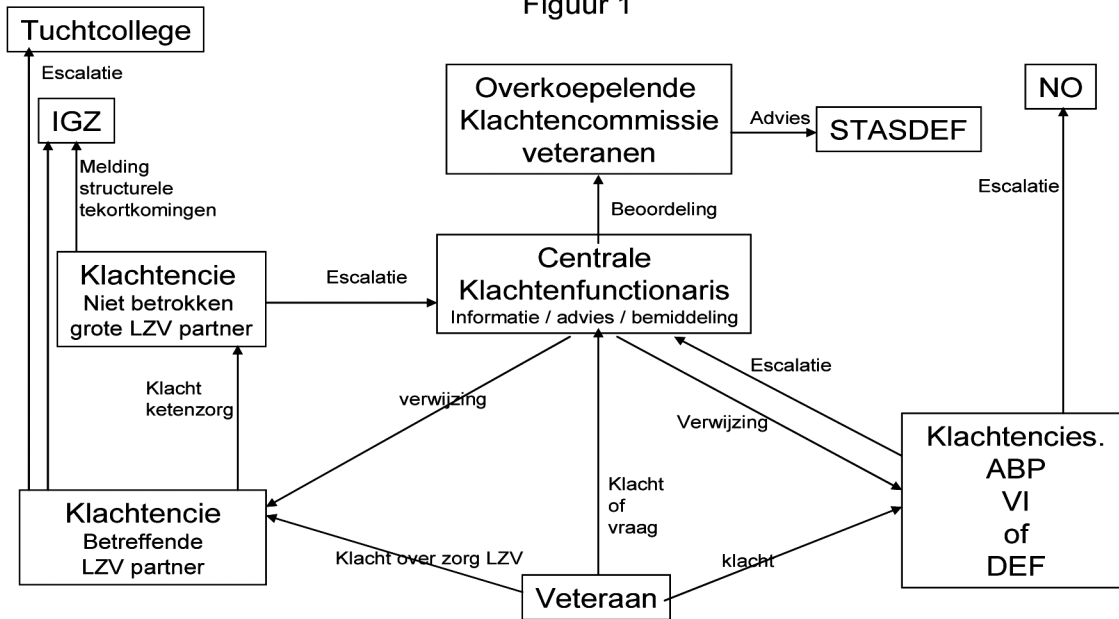 Figuur 1
Tuchtcollege
Escalatie
IGZ
Melding
structurele
tekortkomingen
Overkoepelende
Klachtencommissie
veteranen
Advies
STASDEF
NO
Escalatie
Beoordeling
Klachtencie
Niet betrokken
grote LZV partner
Escalatie
Centrale
Klachtenfunctionaris
Informatie / advies / bemiddeling
Klacht
ketenzorg
verwijzing
Escalatie
Verwijzing
Klachtencies.
ABP
VI
of
DEF
Klachtencie
Betreffende
LZV partner
Klacht
of
vraag
Klacht over zorg LZV
klacht
Veteraan